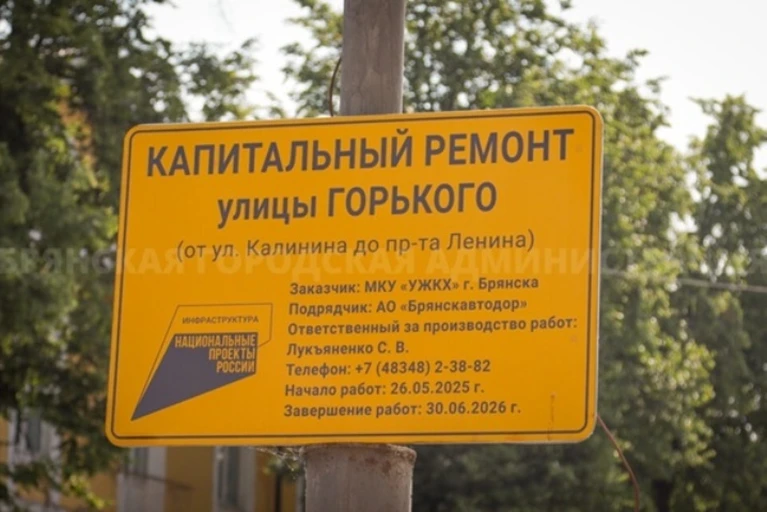 КАПИТАЛЬНЫЙ РЕМОНТ
улицы ГОРЬКОГО
(от ул. Калинина до пр-та Ленина)
БРЯНСКАЯ ГОРОДСКАЯ
Заказчик: МКУ «УЖКХ» г. Брянска
Подрядчик: АО «Брянскавтодор»
Ответственный за производство работ:
Лукъяненко С. В.
Телефон: +7 (48348) 2-38-82
Начало работ: 26.05.2025 г.
Завершение работ: 30.06.2026 г.
ИНФРАСТРУКТУРА
НАЦИОНАЛЬНЫЕ
ПРОЕКТЫ
РОССИИ